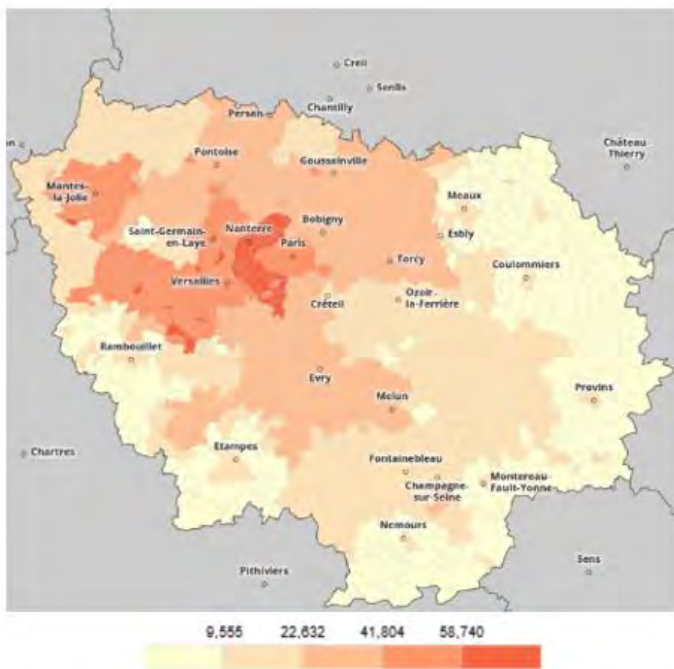 Creil
Senlis
Chantilly
Persan
Château
Thierry
Pontoise
Goussainville
Mantes-
la-Jolie
Meaux
Saint-Germain
en-Laye
Nanterre
Bobigny
Esbly
Paris
Torcy
Coulommiers
Versailles
Créteil
Ozoir-
la-Ferrière
Rambouillet
Evry
Melun
Provins
Chartres
Etampes
Fontainebleau
Champagne-
sur-Seine
Montereau-
Fault-Yonne
Nemours
Pithiviers
Sens
9,555 22,632 41,804 58,740